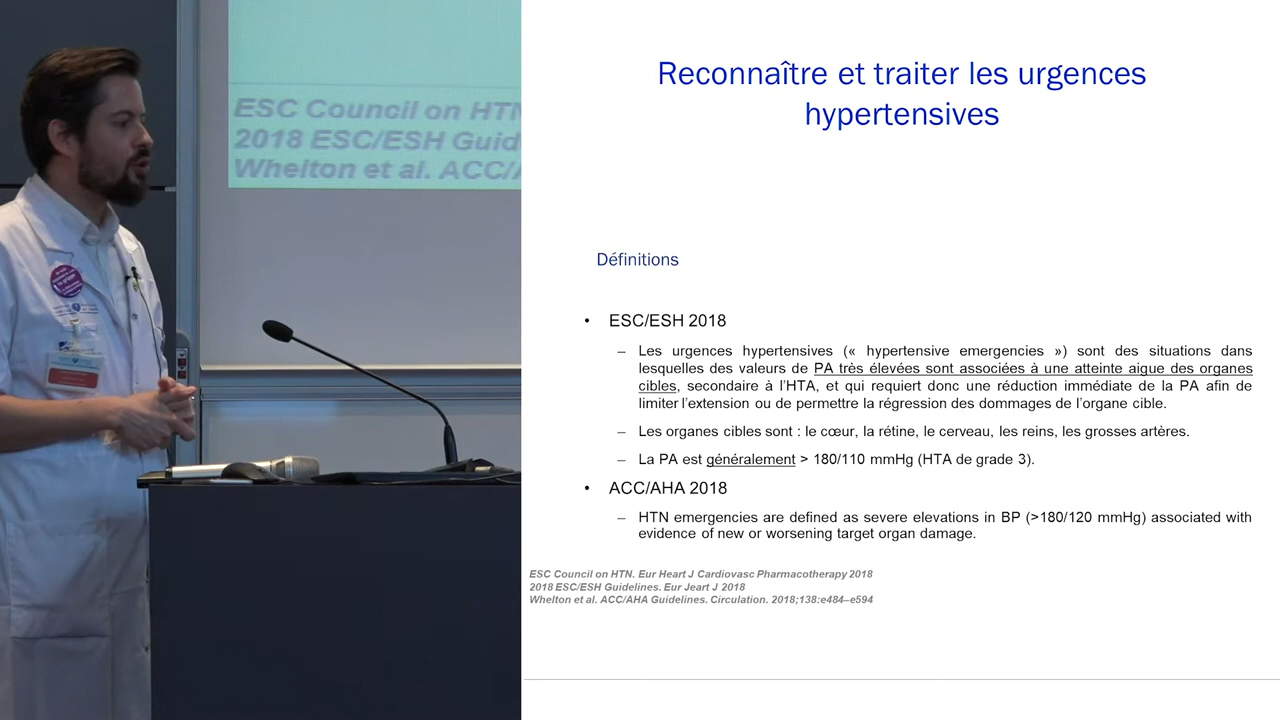 ESC Council on HTN
2018 ESC/ESH Guid
Whelton et al. ACC/A
Reconnaître et traiter les urgences
hypertensives
Définitions
• ESC/ESH 2018
– Les urgences hypertensives (« hypertensive emergencies ») sont des situations dans
lesquelles des valeurs de PA très élevées sont associées à une atteinte aigue des organes
cibles, secondaire à l'HTA, et qui requiert donc une réduction immédiate de la PA afin de
limiter l'extension ou de permettre la régression des dommages de l'organe cible.
– Les organes cibles sont : le cœur, la rétine, le cerveau, les reins, les grosses artères.
– La PA est généralement > 180/110 mmHg (HTA de grade 3).
• ACC/AHA 2018
– HTN emergencies are defined as severe elevations in BP (>180/120 mmHg) associated with
evidence of new or worsening target organ damage.
ESC Council on HTN. Eur Heart J Cardiovasc Pharmacotherapy 2018
2018 ESC/ESH Guidelines. Eur Jeart J 2018
Whelton et al. ACC/AHA Guidelines. Circulation. 2018;138:e484–e594